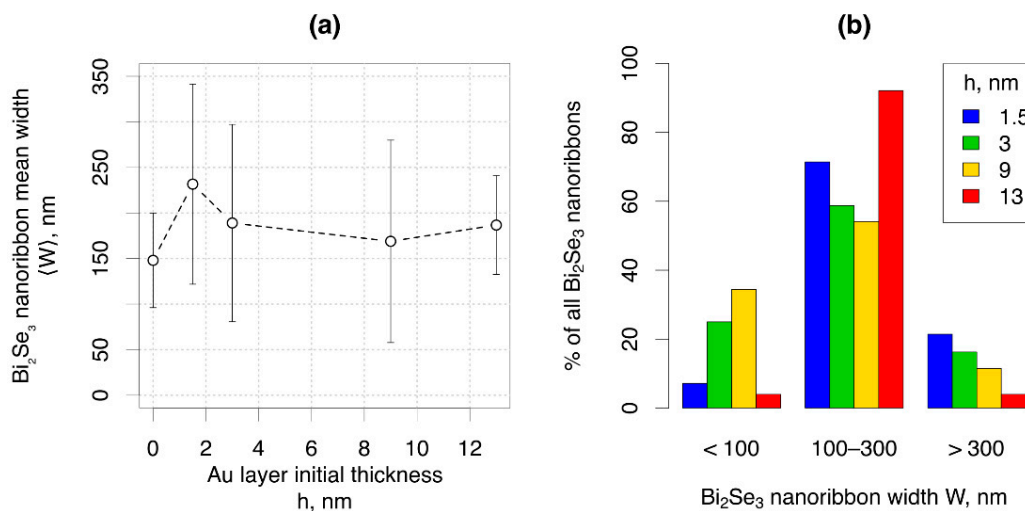 (a)
Bi₂Se₃ nanoribbon mean width
⟨W⟩, nm
350
250
150
50
0
0 2 4 6 8 10 12
Au layer initial thickness
h, nm
(b)
% of all Bi₂Se₃ nanoribbons
100
80
60
40
20
0
h, nm
1.5
3
9
13
< 100 100–300 > 300
Bi₂Se₃ nanoribbon width W, nm